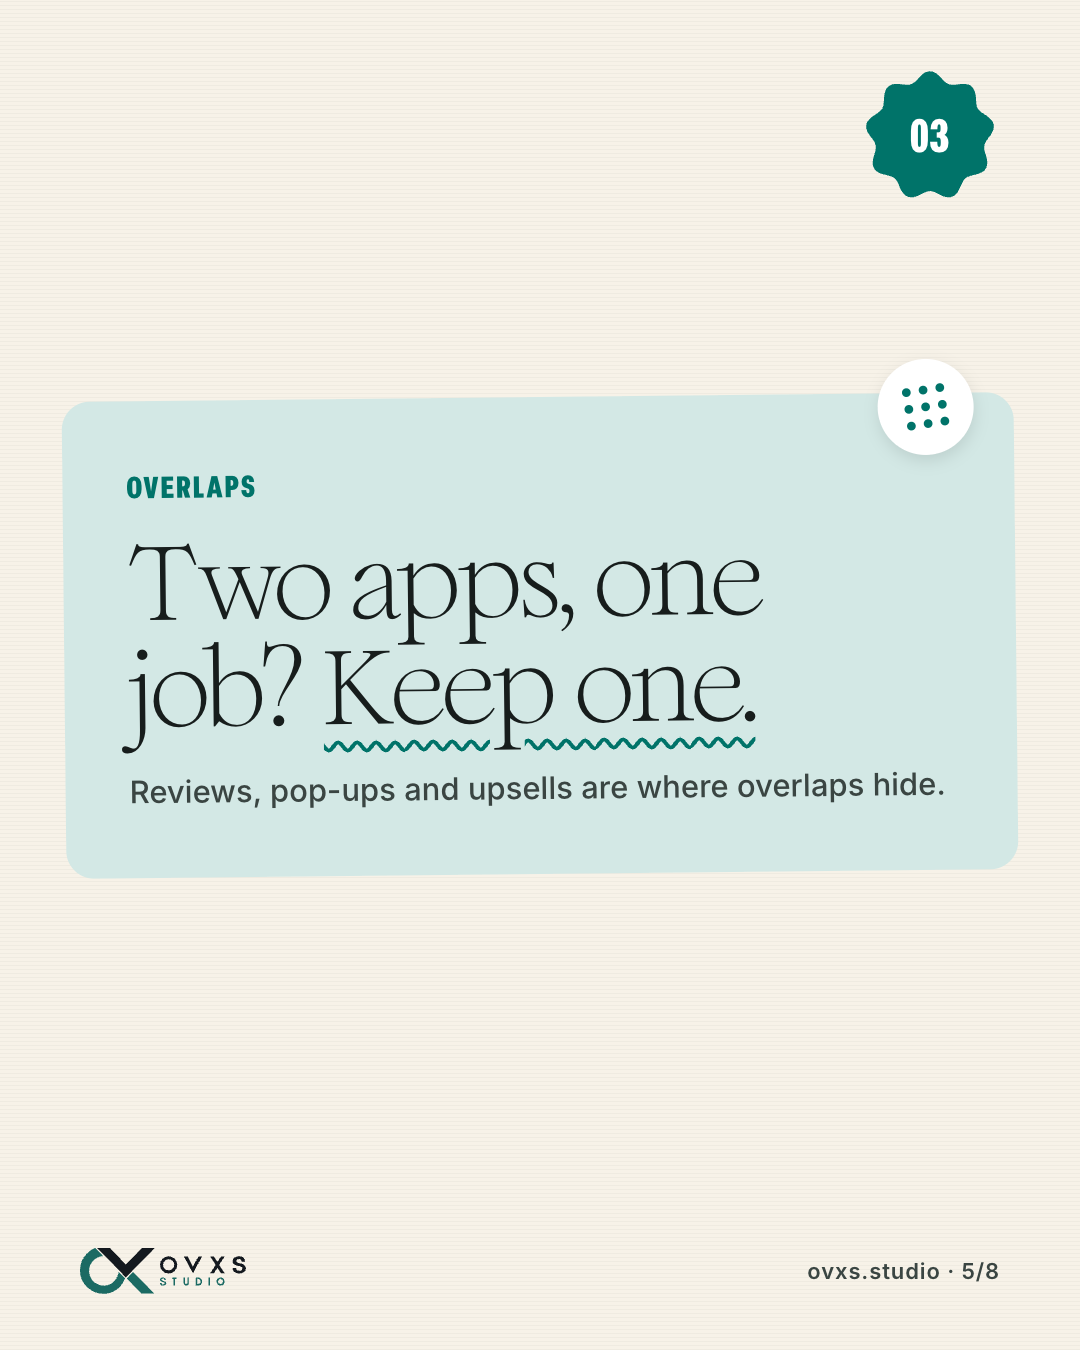 03
OVERLAPS
Two apps, one
job? Keep one.
Reviews, pop-ups and upsells are where overlaps hide.
OVXS
STUDIO
ovxs.studio · 5/8